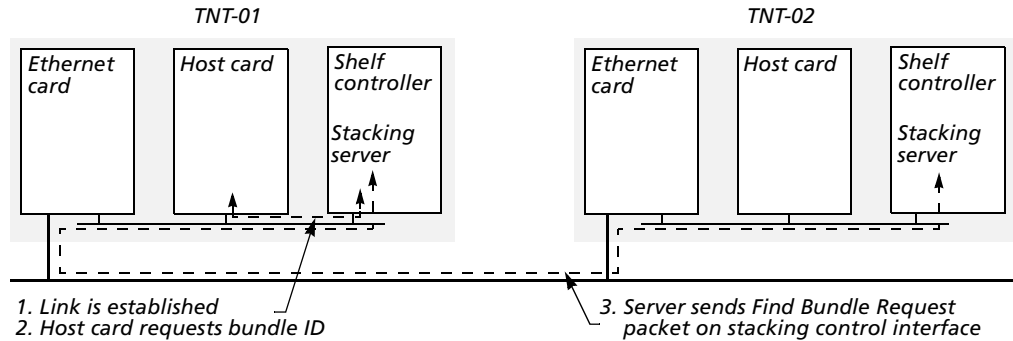 TNT-01
Ethernet
card
Host card
Shelf
controller
Stacking
server
TNT-02
Ethernet
card
Host card
Shelf
controller
Stacking
server
1. Link is established
2. Host card requests bundle ID
3. Server sends Find Bundle Request
packet on stacking control interface